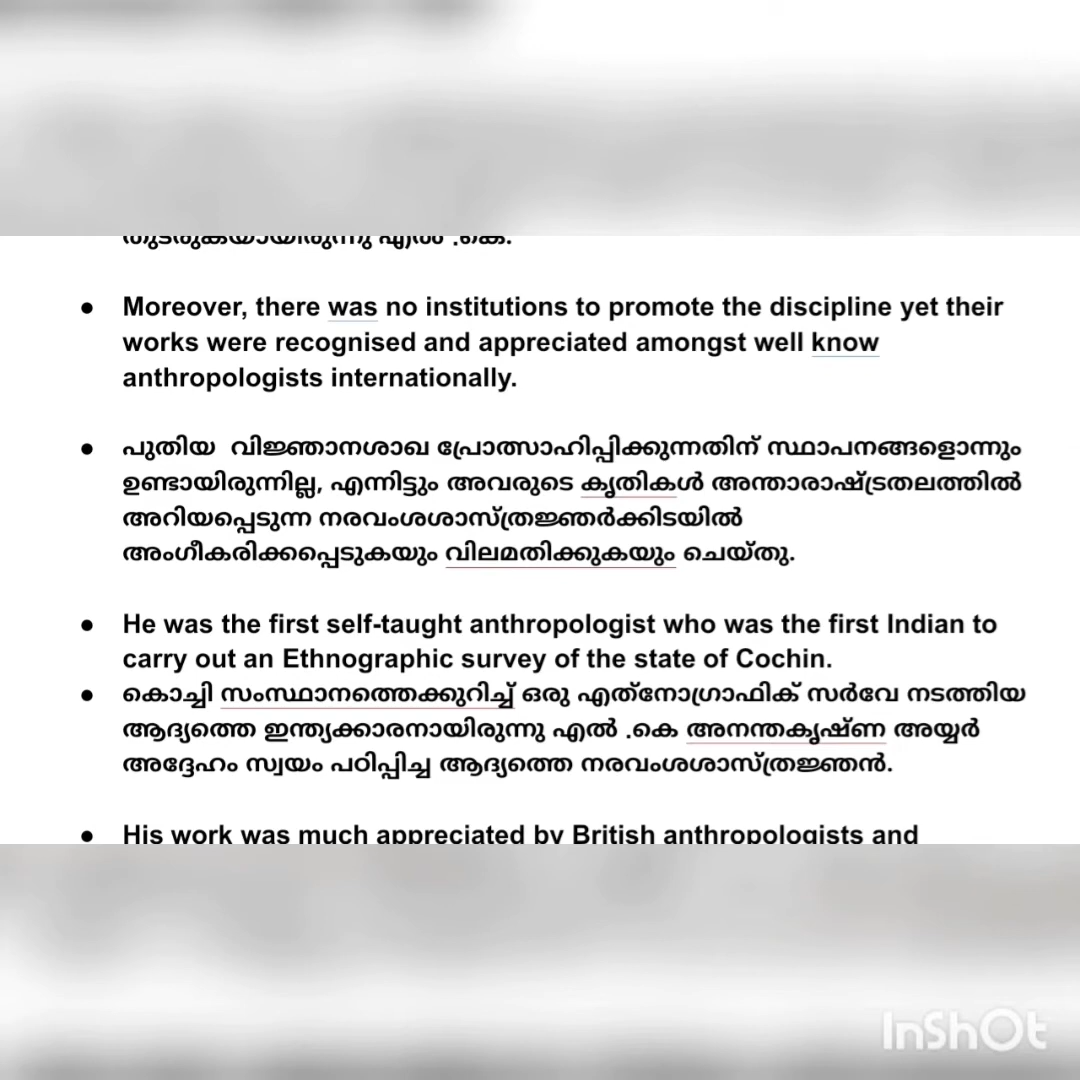 തുടരുകയായിരുന്നു എൽ .കെ.
● Moreover, there was no institutions to promote the discipline yet their
works were recognised and appreciated amongst well know
anthropologists internationally.
● പുതിയ വിജ്ഞാനശാഖ പ്രോത്സാഹിപ്പിക്കുന്നതിന് സ്ഥാപനങ്ങളൊന്നും
ഉണ്ടായിരുന്നില്ല, എന്നിട്ടും അവരുടെ കൃതികൾ അന്താരാഷ്ട്രതലത്തിൽ
അറിയപ്പെടുന്ന നരവംശശാസ്ത്രജ്ഞർക്കിടയിൽ
അംഗീകരിക്കപ്പെടുകയും വിലമതിക്കുകയും ചെയ്തു.
● He was the first self-taught anthropologist who was the first Indian to
carry out an Ethnographic survey of the state of Cochin.
● കൊച്ചി സംസ്ഥാനത്തെക്കുറിച്ച് ഒരു എത്‌നോഗ്രാഫിക് സർവേ നടത്തിയ
ആദ്യത്തെ ഇന്ത്യക്കാരനായിരുന്നു എൽ .കെ അനന്തകൃഷ്ണ അയ്യർ
അദ്ദേഹം സ്വയം പഠിപ്പിച്ച ആദ്യത്തെ നരവംശശാസ്ത്രജ്ഞൻ.
● His work was much appreciated by British anthropologists and
InShOt